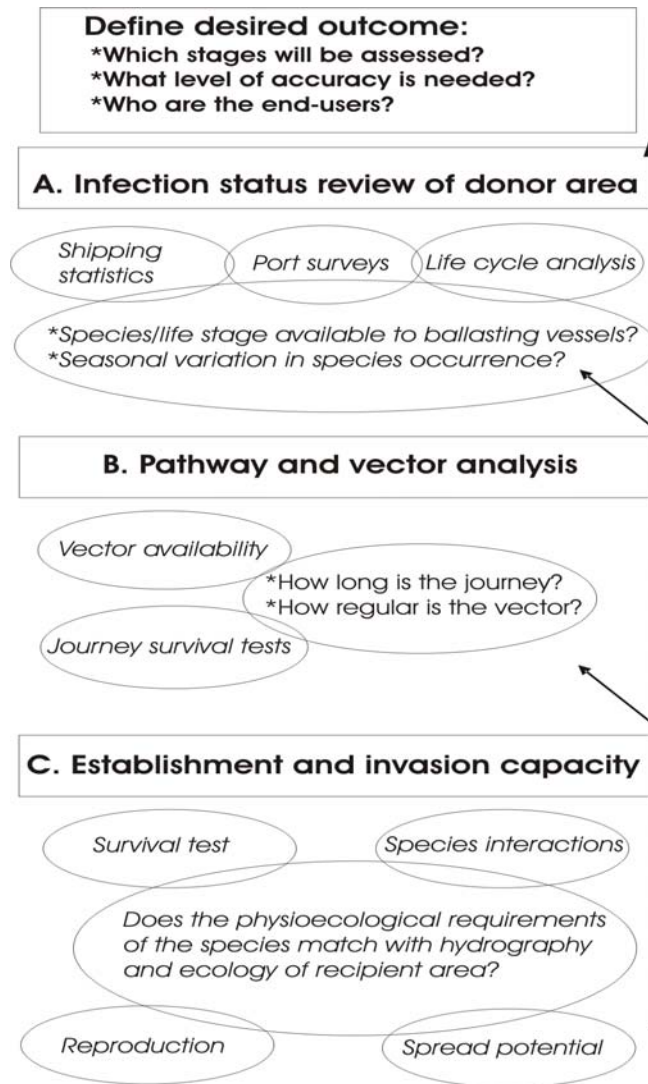 Define desired outcome:
*Which stages will be assessed?
*What level of accuracy is needed?
*Who are the end-users?
A. Infection status review of donor area
Shipping
statistics
Port surveys
Life cycle analysis
*Species/life stage available to ballasting vessels?
*Seasonal variation in species occurrence?
B. Pathway and vector analysis
Vector availability
*How long is the journey?
*How regular is the vector?
Journey survival tests
C. Establishment and invasion capacity
Survival test
Species interactions
Does the physioecological requirements
of the species match with hydrography
and ecology of recipient area?
Reproduction
Spread potential